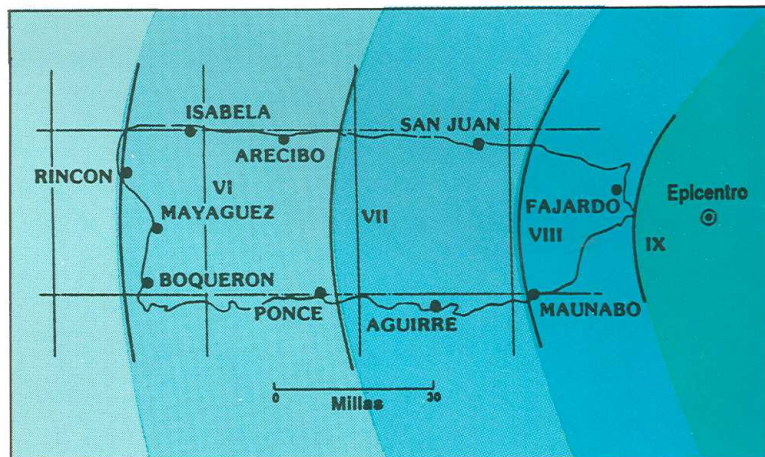 ISABELA
SAN JUAN
ARECIBO
RINCON
VI
FAJARDO
Epicentro
MAYAGUEZ
VII
VIII
IX
BOQUERON
PONCE
AGUIRRE
MAUNABO
0 30
Millas